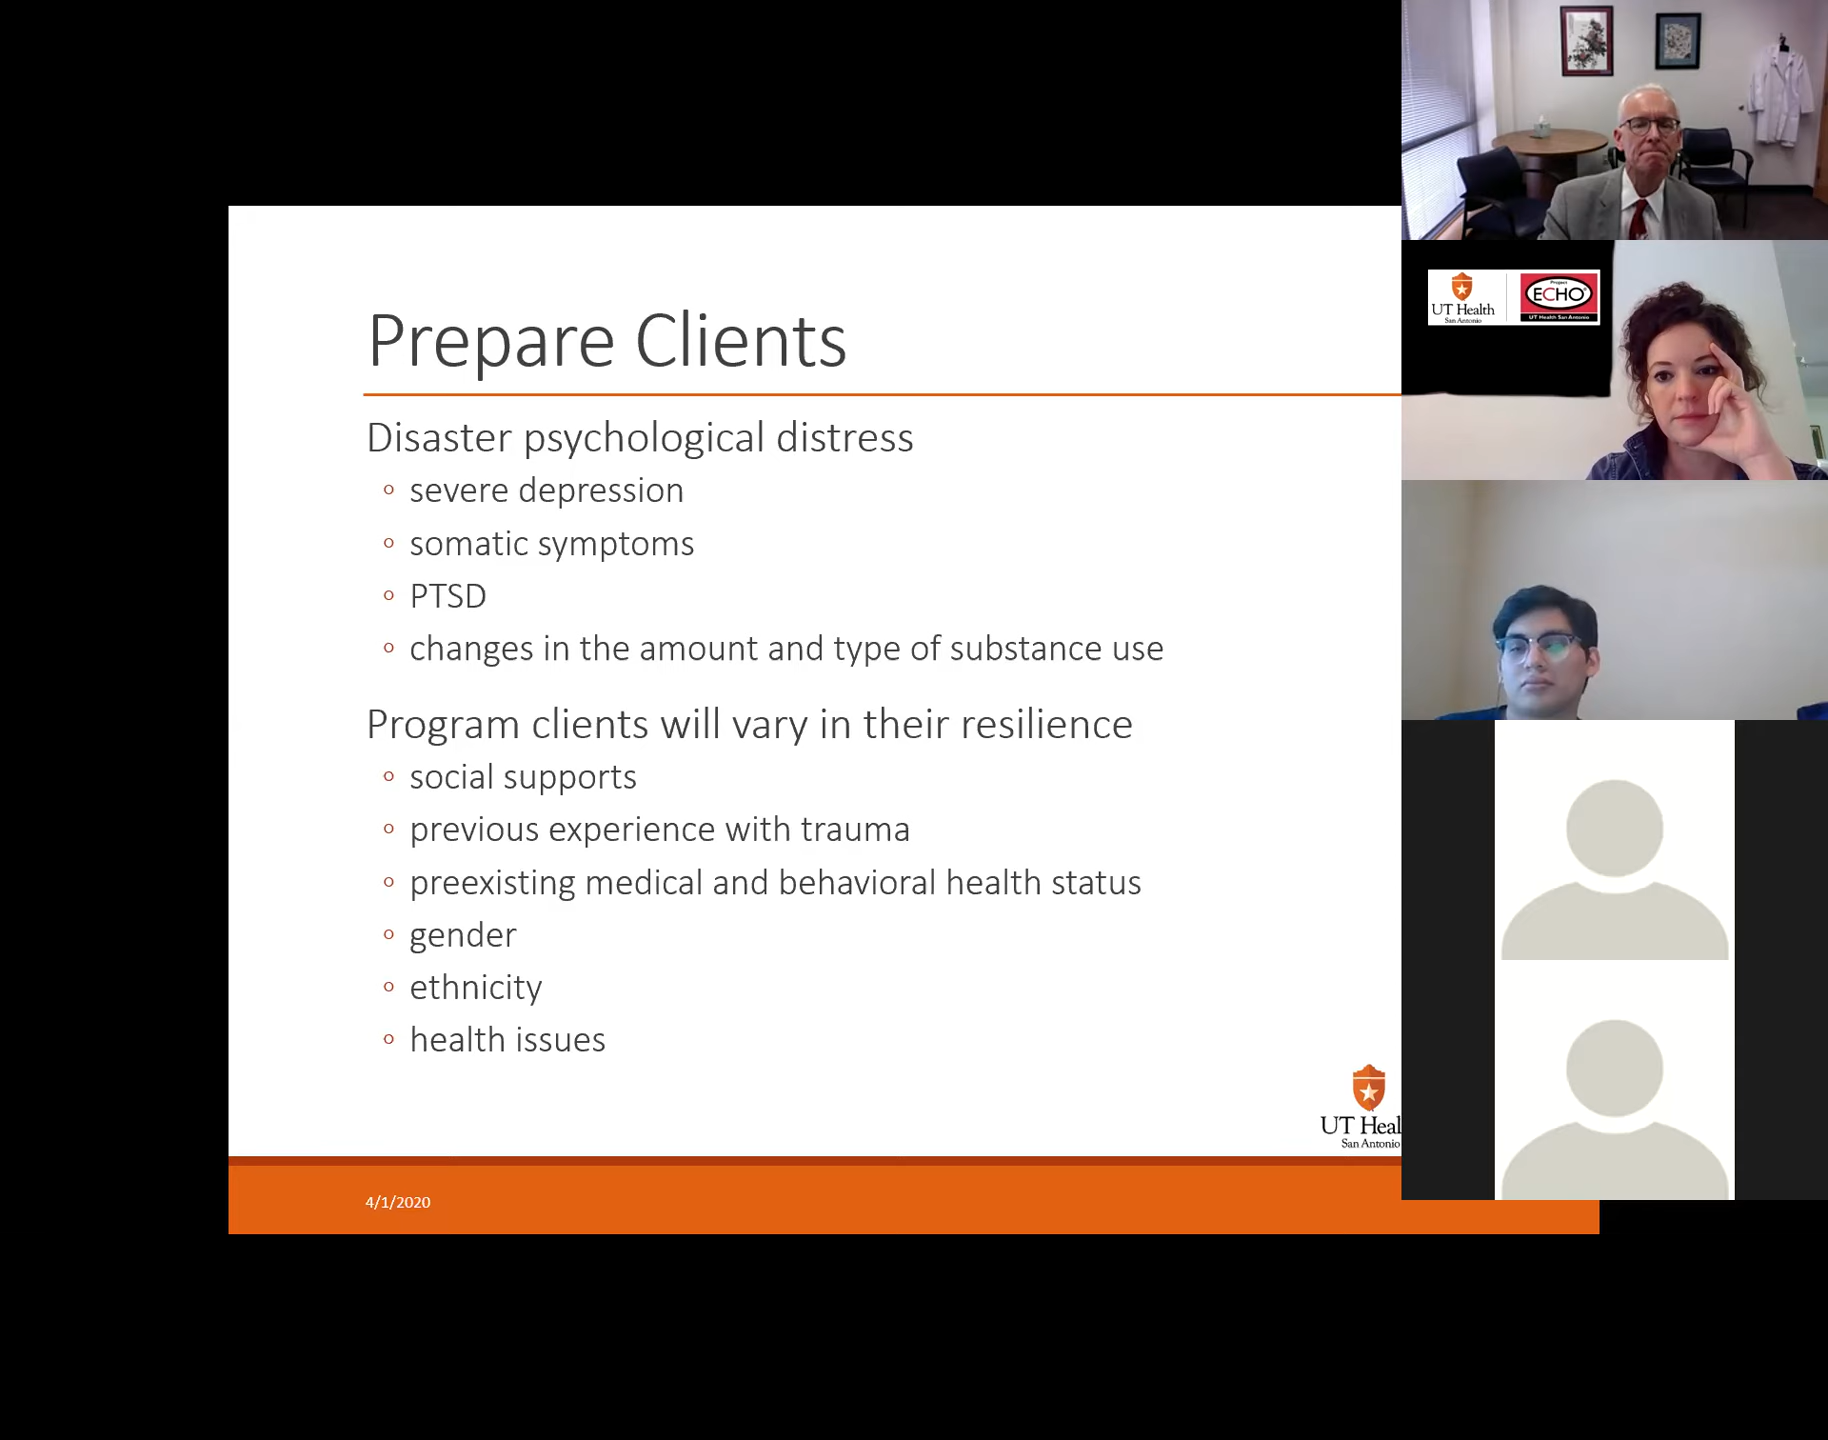 Prepare Clients
Disaster psychological distress
severe depression
somatic symptoms
PTSD
changes in the amount and type of substance use
Program clients will vary in their resilience
social supports
previous experience with trauma
preexisting medical and behavioral health status
gender
ethnicity
health issues
UT Heal
San Antonio
4/1/2020
UT Health
San Antonio
Project
ECHO
UT Health San Antonio